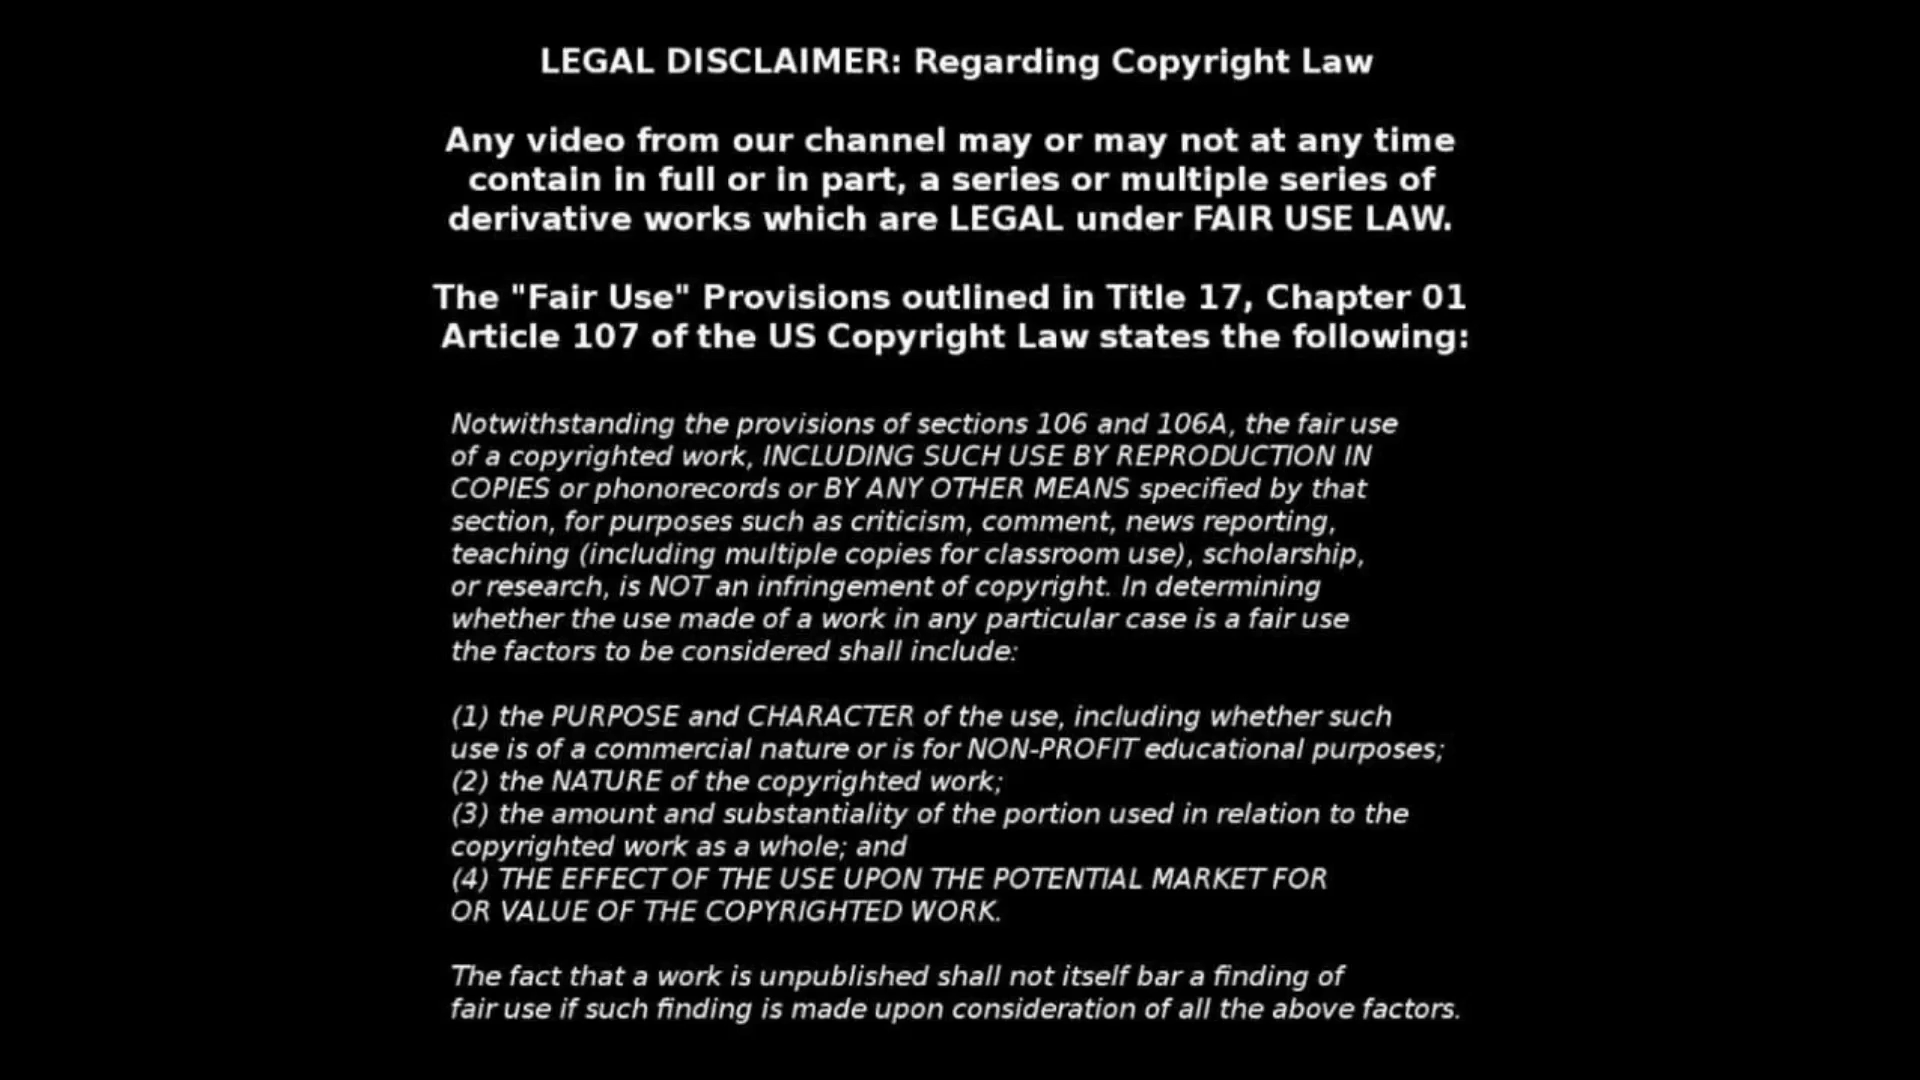 LEGAL DISCLAIMER: Regarding Copyright Law
Any video from our channel may or may not at any time
contain in full or in part, a series or multiple series of
derivative works which are LEGAL under FAIR USE LAW.
The "Fair Use" Provisions outlined in Title 17, Chapter 01
Article 107 of the US Copyright Law states the following:
Notwithstanding the provisions of sections 106 and 106A, the fair use
of a copyrighted work, INCLUDING SUCH USE BY REPRODUCTION IN
COPIES or phonorecords or BY ANY OTHER MEANS specified by that
section, for purposes such as criticism, comment, news reporting,
teaching (including multiple copies for classroom use), scholarship,
or research, is NOT an infringement of copyright. In determining
whether the use made of a work in any particular case is a fair use
the factors to be considered shall include:
(1) the PURPOSE and CHARACTER of the use, including whether such
use is of a commercial nature or is for NON-PROFIT educational purposes;
(2) the NATURE of the copyrighted work;
(3) the amount and substantiality of the portion used in relation to the
copyrighted work as a whole; and
(4) THE EFFECT OF THE USE UPON THE POTENTIAL MARKET FOR
OR VALUE OF THE COPYRIGHTED WORK.
The fact that a work is unpublished shall not itself bar a finding of
fair use if such finding is made upon consideration of all the above factors.